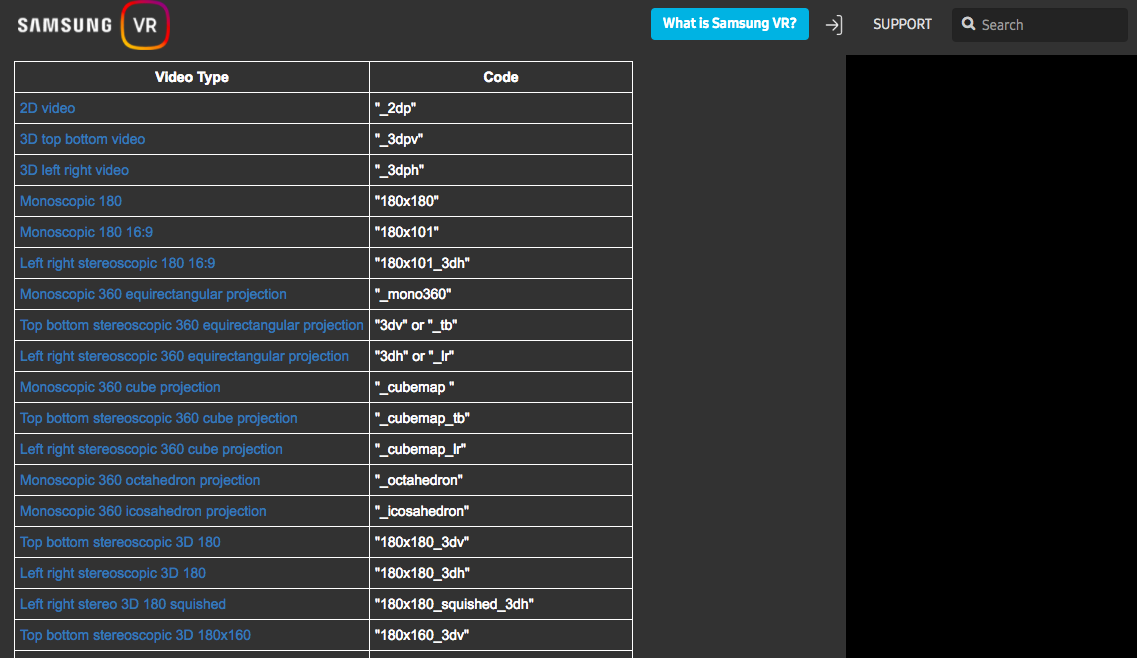 SAMSUNG VR What is Samsung VR? SUPPORT Search
Video Type Code
2D video "_2dp"
3D top bottom video "_3dpv"
3D left right video "_3dph"
Monoscopic 180 "180x180"
Monoscopic 180 16:9 "180x101"
Left right stereoscopic 180 16:9 "180x101_3dh"
Monoscopic 360 equirectangular projection "_mono360"
Top bottom stereoscopic 360 equirectangular projection "3dv" or "_tb"
Left right stereoscopic 360 equirectangular projection "3dh" or "_lr"
Monoscopic 360 cube projection "_cubemap "
Top bottom stereoscopic 360 cube projection "_cubemap_tb"
Left right stereoscopic 360 cube projection "_cubemap_lr"
Monoscopic 360 octahedron projection "_octahedron"
Monoscopic 360 icosahedron projection "_icosahedron"
Top bottom stereoscopic 3D 180 "180x180_3dv"
Left right stereoscopic 3D 180 "180x180_3dh"
Left right stereo 3D 180 squished "180x180_squished_3dh"
Top bottom stereoscopic 3D 180x160 "180x160_3dv"